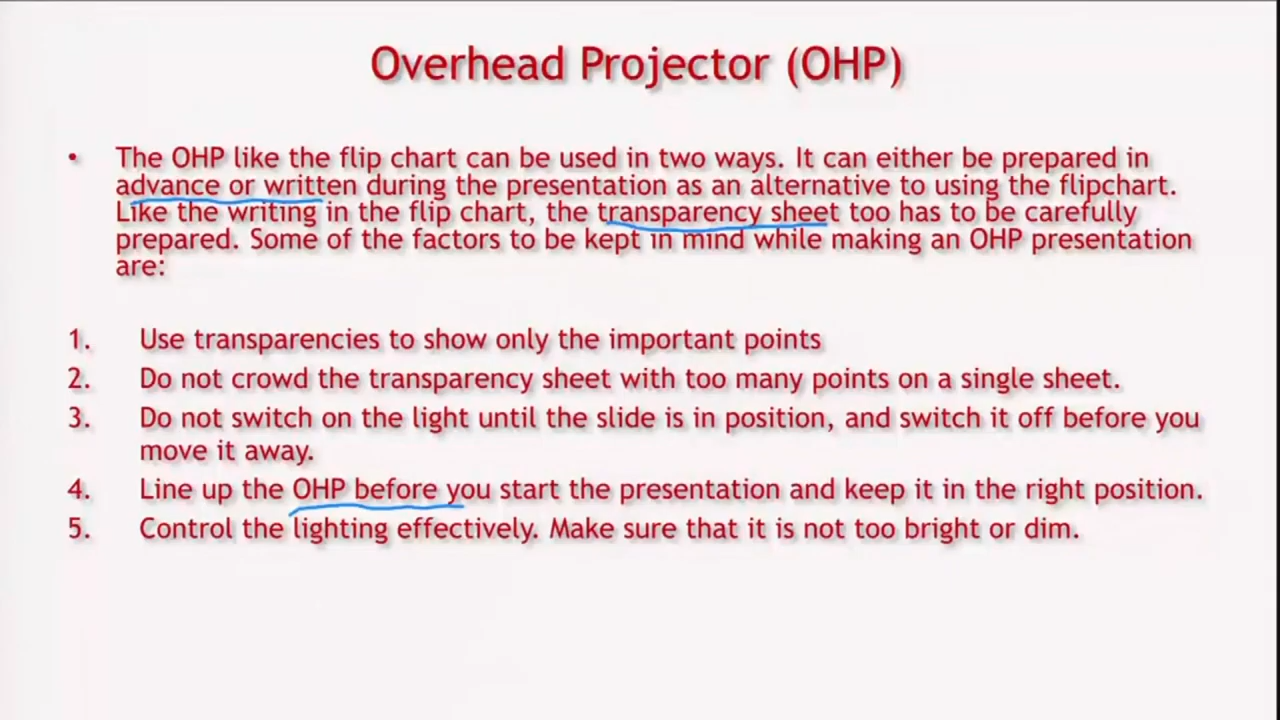 Overhead Projector (OHP)
• The OHP like the flip chart can be used in two ways. It can either be prepared in
advance or written during the presentation as an alternative to using the flipchart.
Like the writing in the flip chart, the transparency sheet too has to be carefully
prepared. Some of the factors to be kept in mind while making an OHP presentation
are:
1. Use transparencies to show only the important points
2. Do not crowd the transparency sheet with too many points on a single sheet.
3. Do not switch on the light until the slide is in position, and switch it off before you
move it away.
4. Line up the OHP before you start the presentation and keep it in the right position.
5. Control the lighting effectively. Make sure that it is not too bright or dim.